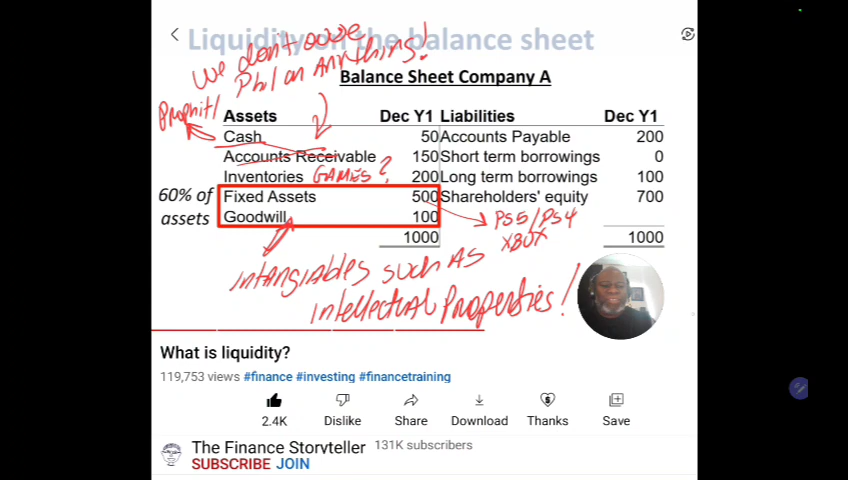 Liquidity on the balance sheet
We don't owe
Phil on Anything!
Balance Sheet Company A
Prophit/
Assets Dec Y1 Liabilities Dec Y1
Cash 50 Accounts Payable 200
Accounts Receivable 150 Short term borrowings 0
Inventories GAMES? 200 Long term borrowings 100
60% of assets
Fixed Assets 500 Shareholders' equity 700
Goodwill 100
PS5/PS4
XBOX
1000 1000
Intangiables such As
Intellectual Properties!
What is liquidity?
119,753 views #finance #investing #financetraining
2.4K Dislike Share Download Thanks Save
The Finance Storyteller 131K subscribers
SUBSCRIBE JOIN